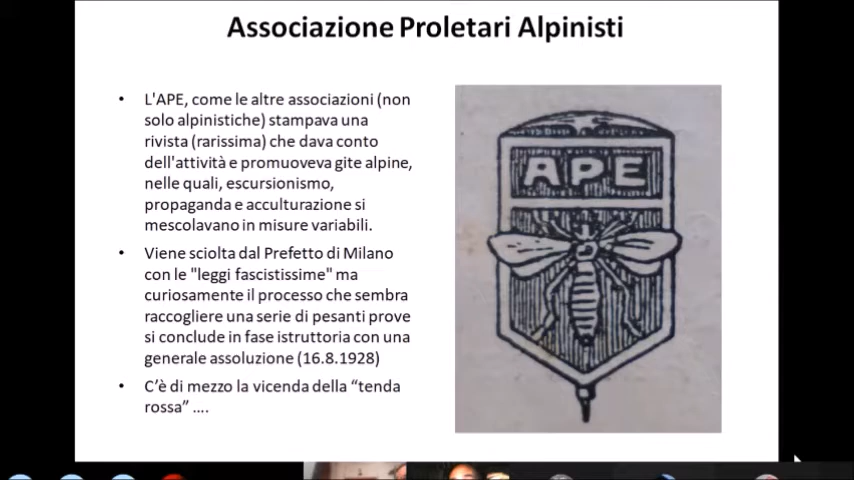 Associazione Proletari Alpinisti
• L'APE, come le altre associazioni (non
solo alpinistiche) stampava una
rivista (rarissima) che dava conto
dell'attività e promuoveva gite alpine,
nelle quali, escursionismo,
propaganda e acculturazione si
mescolavano in misure variabili.
• Viene sciolta dal Prefetto di Milano
con le "leggi fascistissime" ma
curiosamente il processo che sembra
raccogliere una serie di pesanti prove
si conclude in fase istruttoria con una
generale assoluzione (16.8.1928)
• C'è di mezzo la vicenda della “tenda
rossa” ....
APE